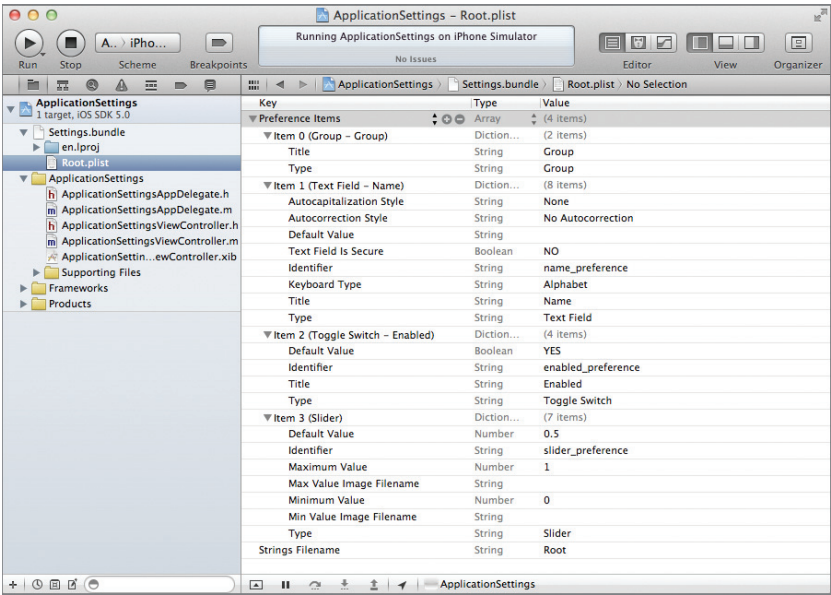 ApplicationSettings – Root.plist
Run Stop Scheme Breakpoints
A.. iPho...
Running ApplicationSettings on iPhone Simulator
No Issues
Editor View Organizer
ApplicationSettings Settings.bundle Root.plist No Selection
ApplicationSettings
1 target, iOS SDK 5.0
Settings.bundle
en.lproj
Root.plist
ApplicationSettings
h ApplicationSettingsAppDelegate.h
m ApplicationSettingsAppDelegate.m
h ApplicationSettingsViewController.h
m ApplicationSettingsViewController.m
ApplicationSettin...ewController.xib
Supporting Files
Frameworks
Products
Key Type Value
Preference Items Array (4 items)
Item 0 (Group – Group) Diction... (2 items)
Title String Group
Type String Group
Item 1 (Text Field – Name) Diction... (8 items)
Autocapitalization Style String None
Autocorrection Style String No Autocorrection
Default Value String
Text Field Is Secure Boolean NO
Identifier String name_preference
Keyboard Type String Alphabet
Title String Name
Type String Text Field
Item 2 (Toggle Switch – Enabled) Diction... (4 items)
Default Value Boolean YES
Identifier String enabled_preference
Title String Enabled
Type String Toggle Switch
Item 3 (Slider) Diction... (7 items)
Default Value Number 0.5
Identifier String slider_preference
Maximum Value Number 1
Max Value Image Filename String
Minimum Value Number 0
Min Value Image Filename String
Type String Slider
Strings Filename String Root
ApplicationSettings